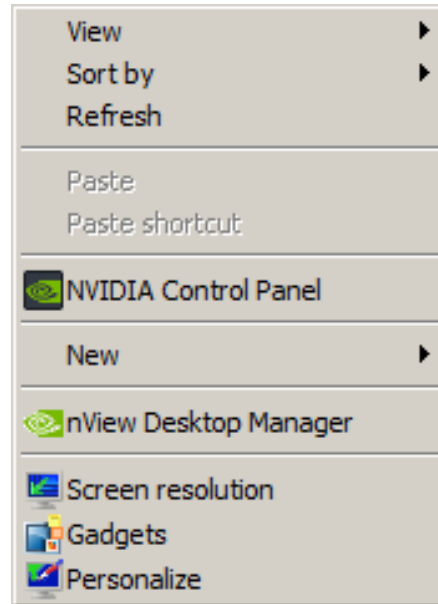 View
Sort by
Refresh
Paste
Paste shortcut
NVIDIA Control Panel
New
nView Desktop Manager
Screen resolution
Gadgets
Personalize